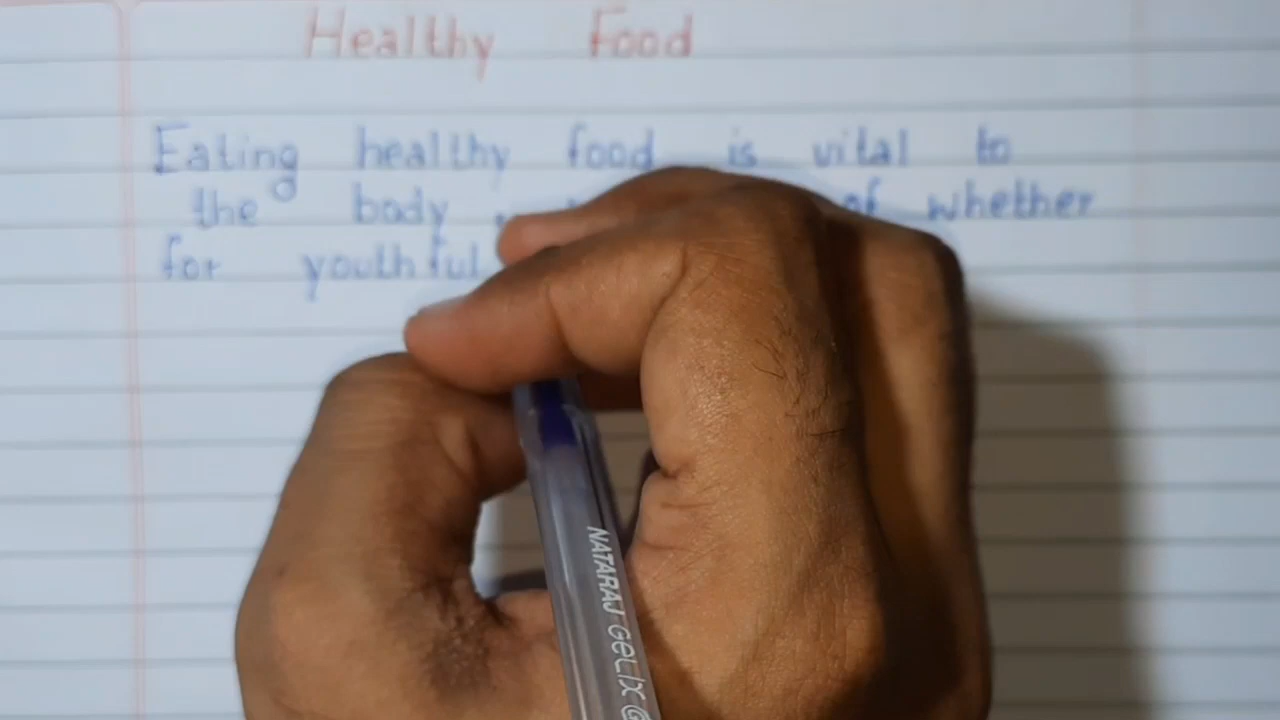 Healthy Food
Eating healthy food is vital to
the body of whether
for youthful
NATARAJ GELIX